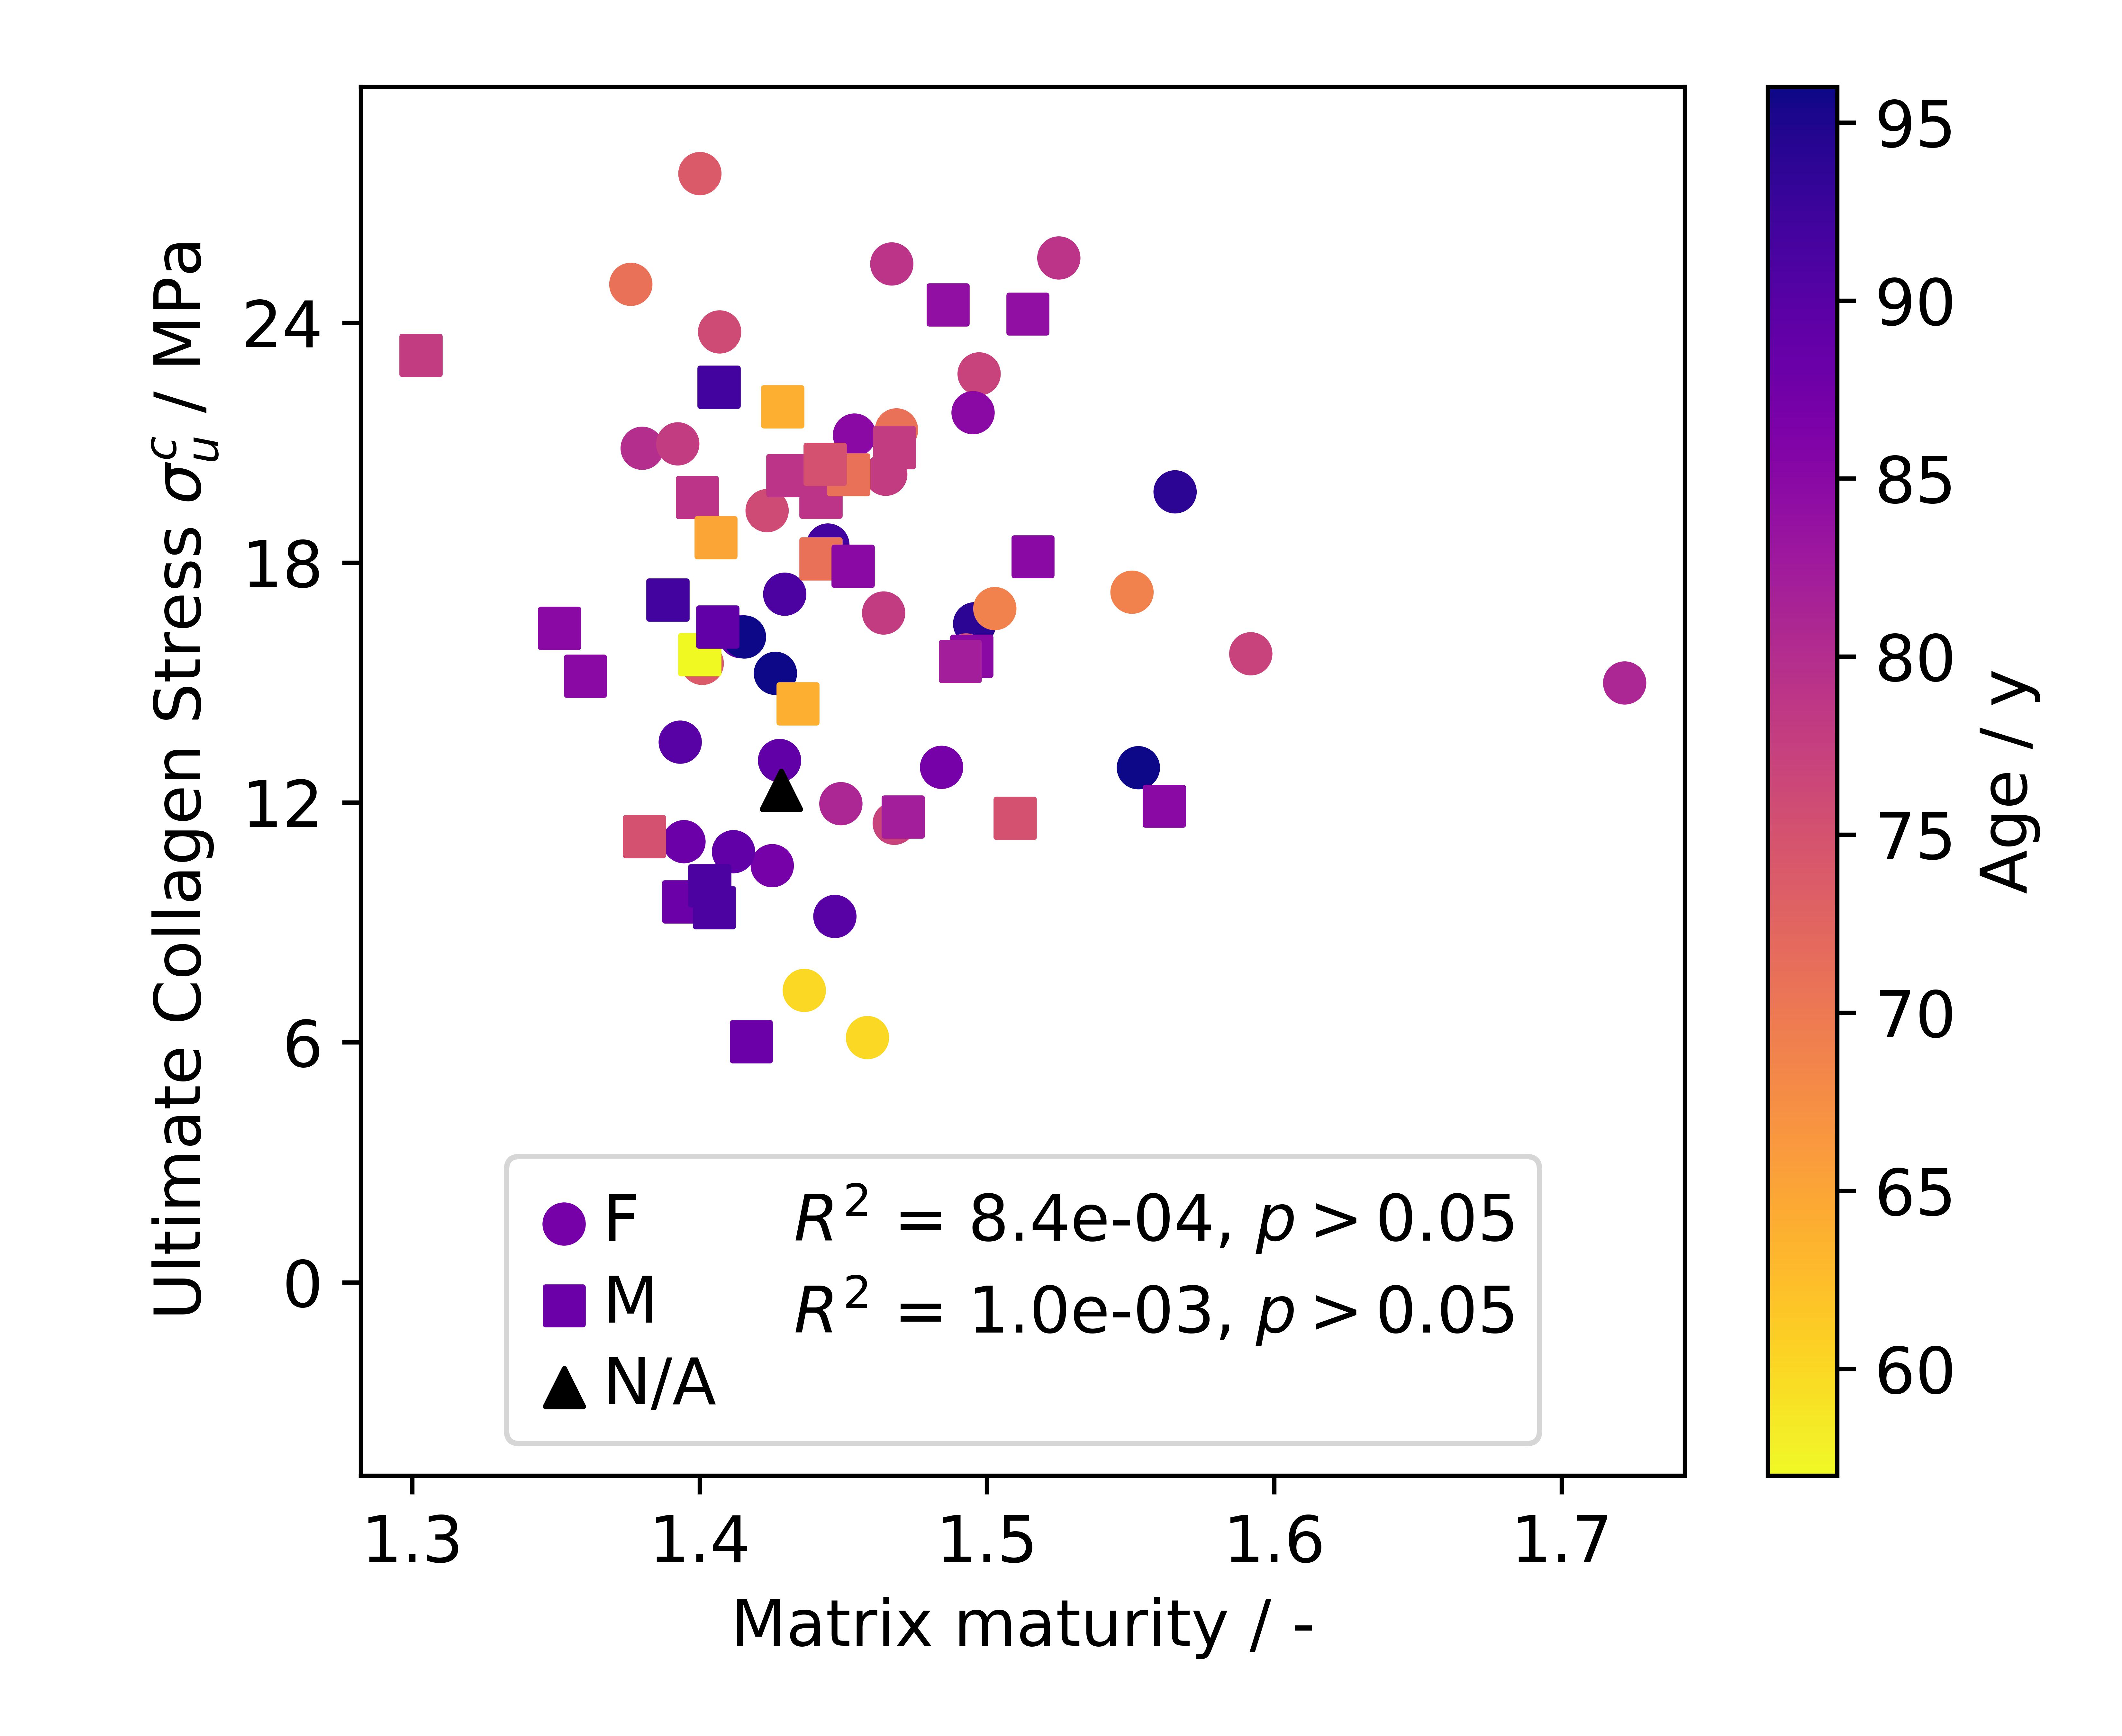 Ultimate Collagen Stress σ_u^c / MPa
24
18
12
6
0
F R² = 8.4e-04, p > 0.05
M R² = 1.0e-03, p > 0.05
N/A
1.3 1.4 1.5 1.6 1.7
Matrix maturity / -
95
90
85
80
75
70
65
60
Age / y